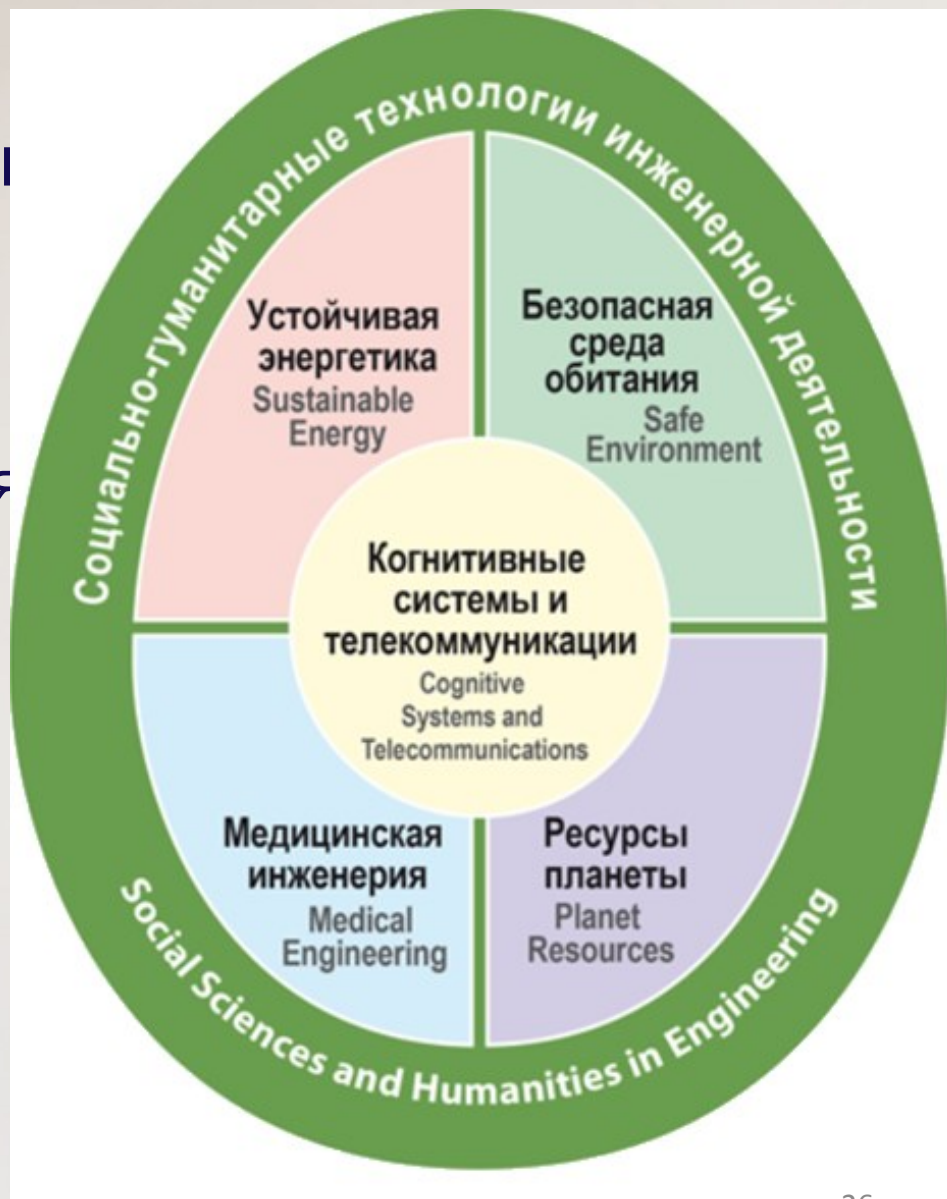 Социально-гуманитарные технологии инженерной деятельности
Устойчивая
энергетика
Sustainable
Energy
Безопасная
среда
обитания
Safe
Environment
Когнитивные
системы и
телекоммуникации
Cognitive
Systems and
Telecommunications
Медицинская
инженерия
Medical
Engineering
Ресурсы
планеты
Planet
Resources
Social Sciences and Humanities in Engineering